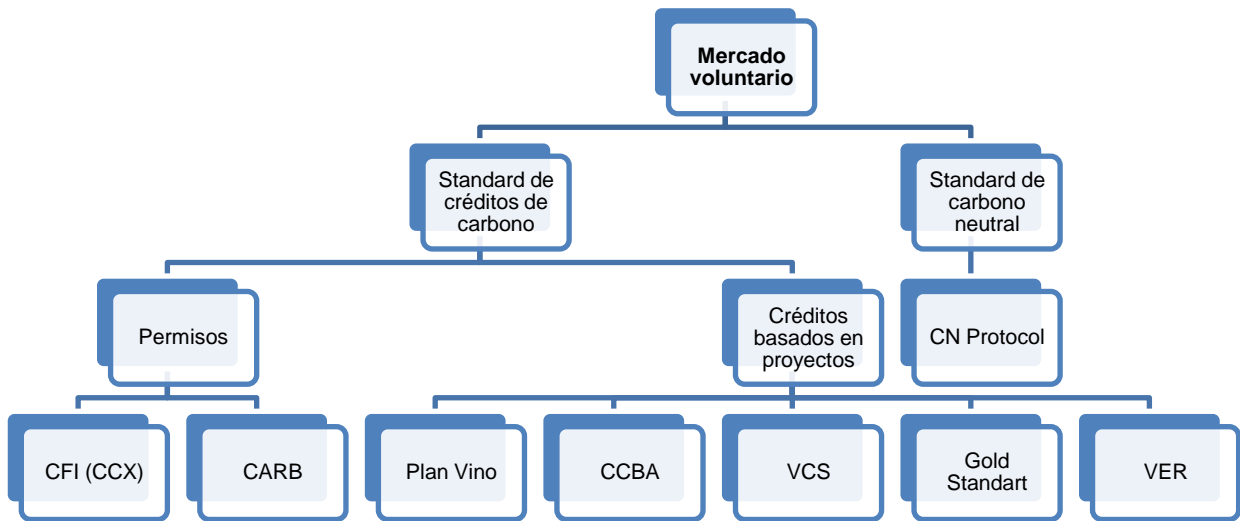 Mercado
voluntario
Standard de
créditos de
carbono
Standard de
carbono
neutral
Permisos
Créditos
basados en
proyectos
CN Protocol
CFI (CCX)
CARB
Plan Vino
CCBA
VCS
Gold
Standart
VER